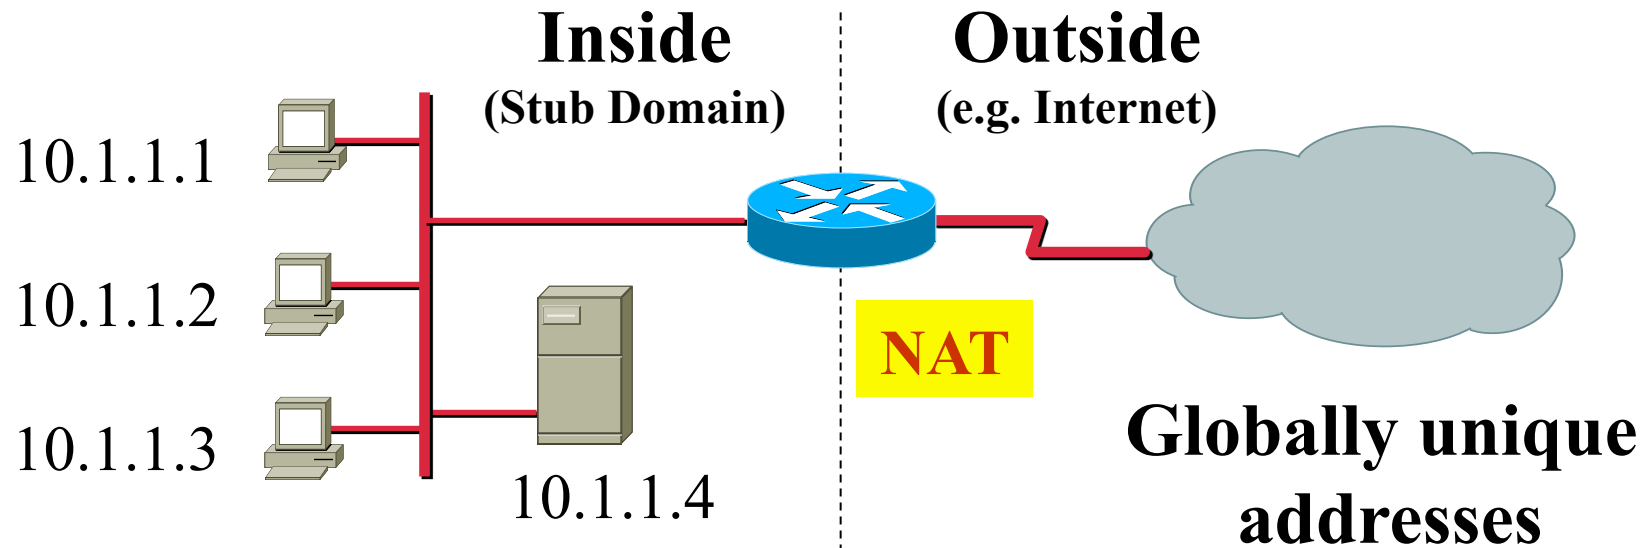 Inside
(Stub Domain)
Outside
(e.g. Internet)
10.1.1.1
10.1.1.2
10.1.1.3
10.1.1.4
NAT
Globally unique
addresses